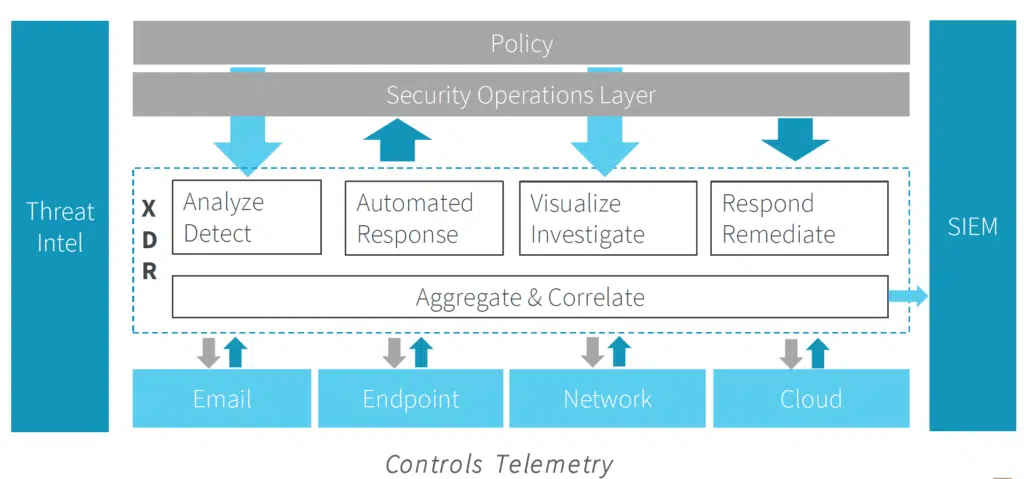 Policy
Security Operations Layer
Threat
Intel
X
D
R
Analyze
Detect
Automated
Response
Visualize
Investigate
Respond
Remediate
SIEM
Aggregate & Correlate
Email
Endpoint
Network
Cloud
Controls Telemetry